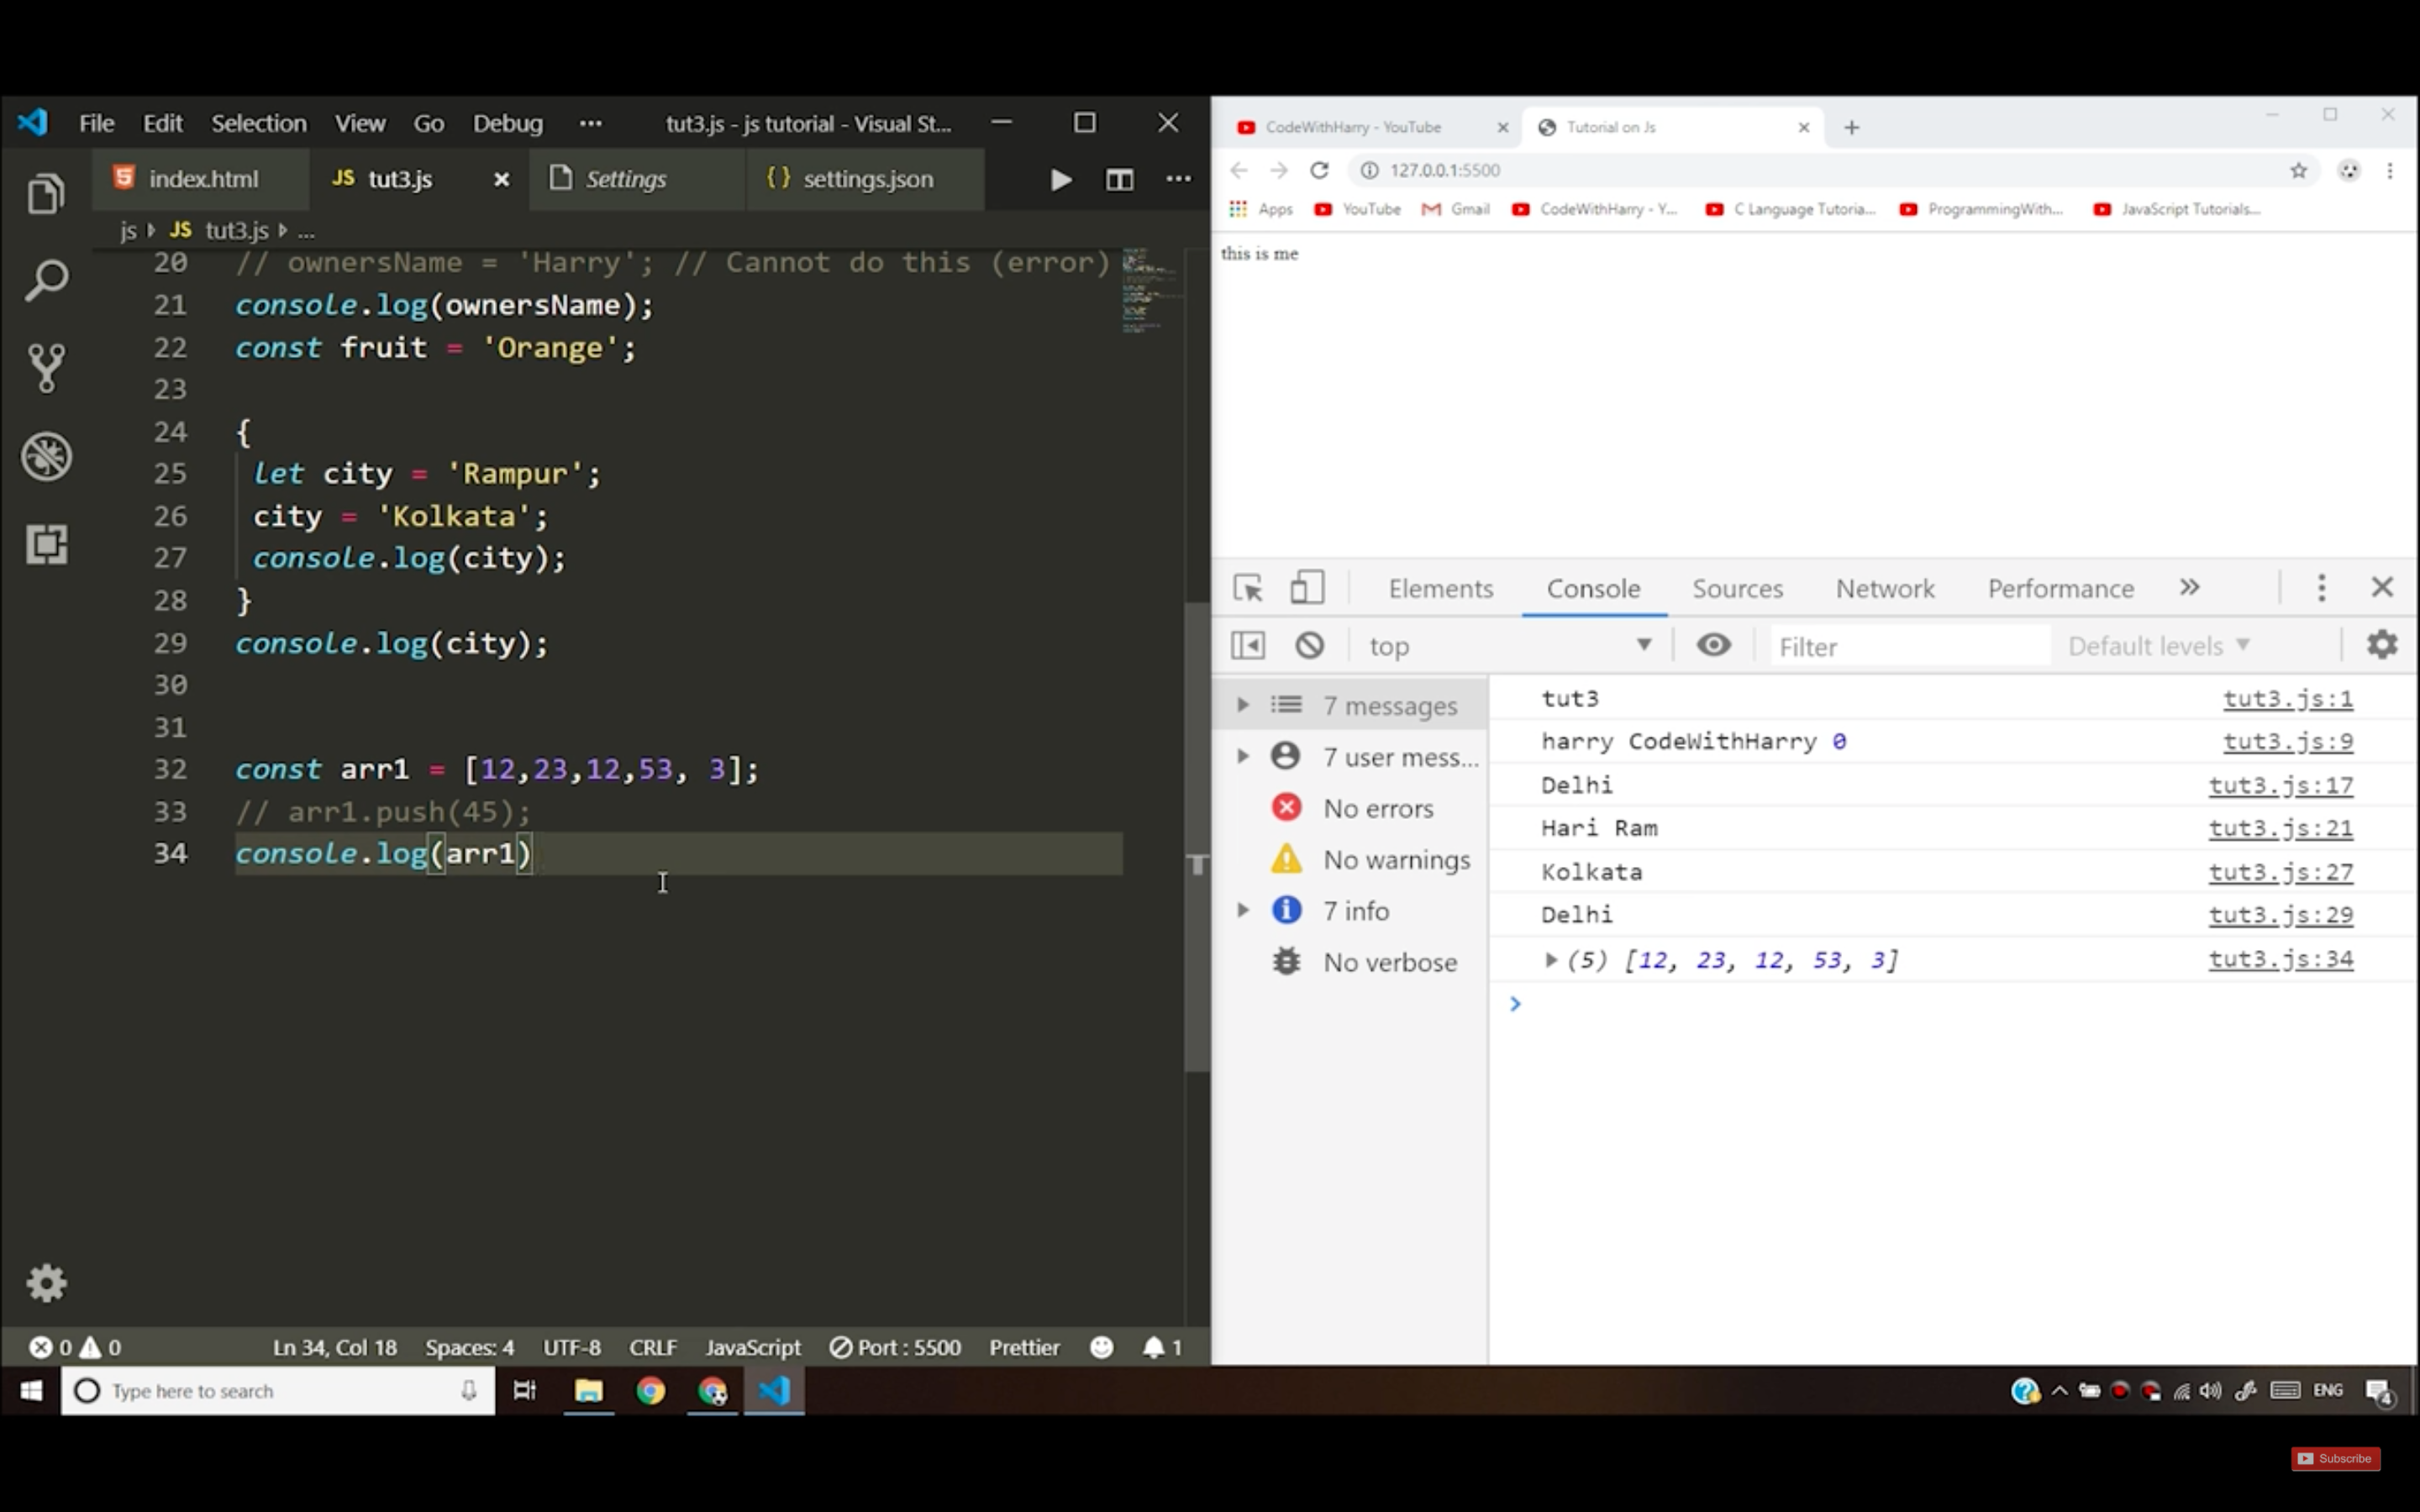 File Edit Selection View Go Debug ··· tut3.js - js tutorial - Visual St...
index.html JS tut3.js Settings {} settings.json
js JS tut3.js ...
20 // ownersName = 'Harry'; // Cannot do this (error)
21 console.log(ownersName);
22 const fruit = 'Orange';
23
24 {
25 let city = 'Rampur';
26 city = 'Kolkata';
27 console.log(city);
28 }
29 console.log(city);
30
31
32 const arr1 = [12,23,12,53, 3];
33 // arr1.push(45);
34 console.log(arr1)
0 0 Ln 34, Col 18 Spaces: 4 UTF-8 CRLF JavaScript Port : 5500 Prettier 1
CodeWithHarry - YouTube Tutorial on Js
127.0.0.1:5500
Apps YouTube Gmail CodeWithHarry - Y... C Language Tutoria... ProgrammingWith... JavaScript Tutorials...
this is me
Elements Console Sources Network Performance »
top Filter Default levels
7 messages
7 user mess...
No errors
No warnings
7 info
No verbose
tut3 tut3.js:1
harry CodeWithHarry 0 tut3.js:9
Delhi tut3.js:17
Hari Ram tut3.js:21
Kolkata tut3.js:27
Delhi tut3.js:29
(5) [12, 23, 12, 53, 3] tut3.js:34
>
Type here to search ENG 4
Subscribe